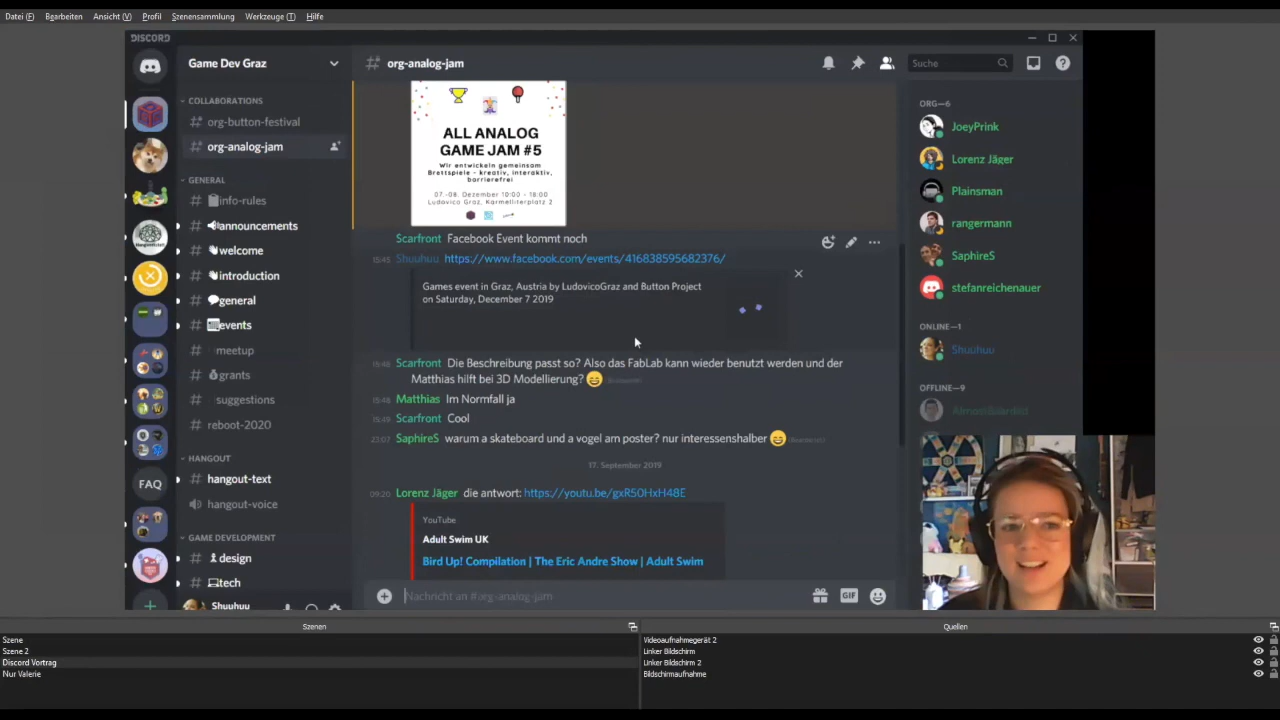 Datei (F) Bearbeiten Ansicht (V) Profil Szenensammlung Werkzeuge (T) Hilfe
DISCORD
Game Dev Graz
COLLABORATIONS
org-button-festival
org-analog-jam
GENERAL
info-rules
announcements
welcome
introduction
general
events
meetup
grants
suggestions
reboot-2020
HANGOUT
hangout-text
hangout-voice
GAME DEVELOPMENT
design
tech
Shuuhuu
FAQ
# org-analog-jam
Suche
ALL ANALOG
GAME JAM #5
Wir entwickeln gemeinsam
Brettspiele - kreativ, interaktiv,
barrierefrei
07.-08. Dezember 10:00 - 18:00
Ludovico Graz, Karmeliterplatz 2
Scarfront Facebook Event kommt noch
15:45 Shuuhuu https://www.facebook.com/events/416838595682376/
Games event in Graz, Austria by LudovicoGraz and Button Project
on Saturday, December 7 2019
15:48 Scarfront Die Beschreibung passt so? Also das FabLab kann wieder benutzt werden und der
Matthias hilft bei 3D Modellierung?
15:48 Matthias Im Normfall ja
15:49 Scarfront Cool
23:07 SaphireS warum a skateboard und a vogel am poster? nur interessenshalber
17. September 2019
09:20 Lorenz Jäger die antwort: https://youtu.be/gxR5OHxH48E
YouTube
Adult Swim UK
Bird Up! Compilation | The Eric Andre Show | Adult Swim
Nachricht an #org-analog-jam
GIF
ORG—6
JoeyPrink
Lorenz Jäger
Plainsman
rangermann
SaphireS
stefanreichenauer
ONLINE—1
Shuuhuu
OFFLINE—9
Szenen
Szene
Szene 2
Discord Vortrag
Nur Valerie
Quellen
Videoaufnahmegerät 2
Linker Bildschirm
Linker Bildschirm 2
Bildschirmaufnahme